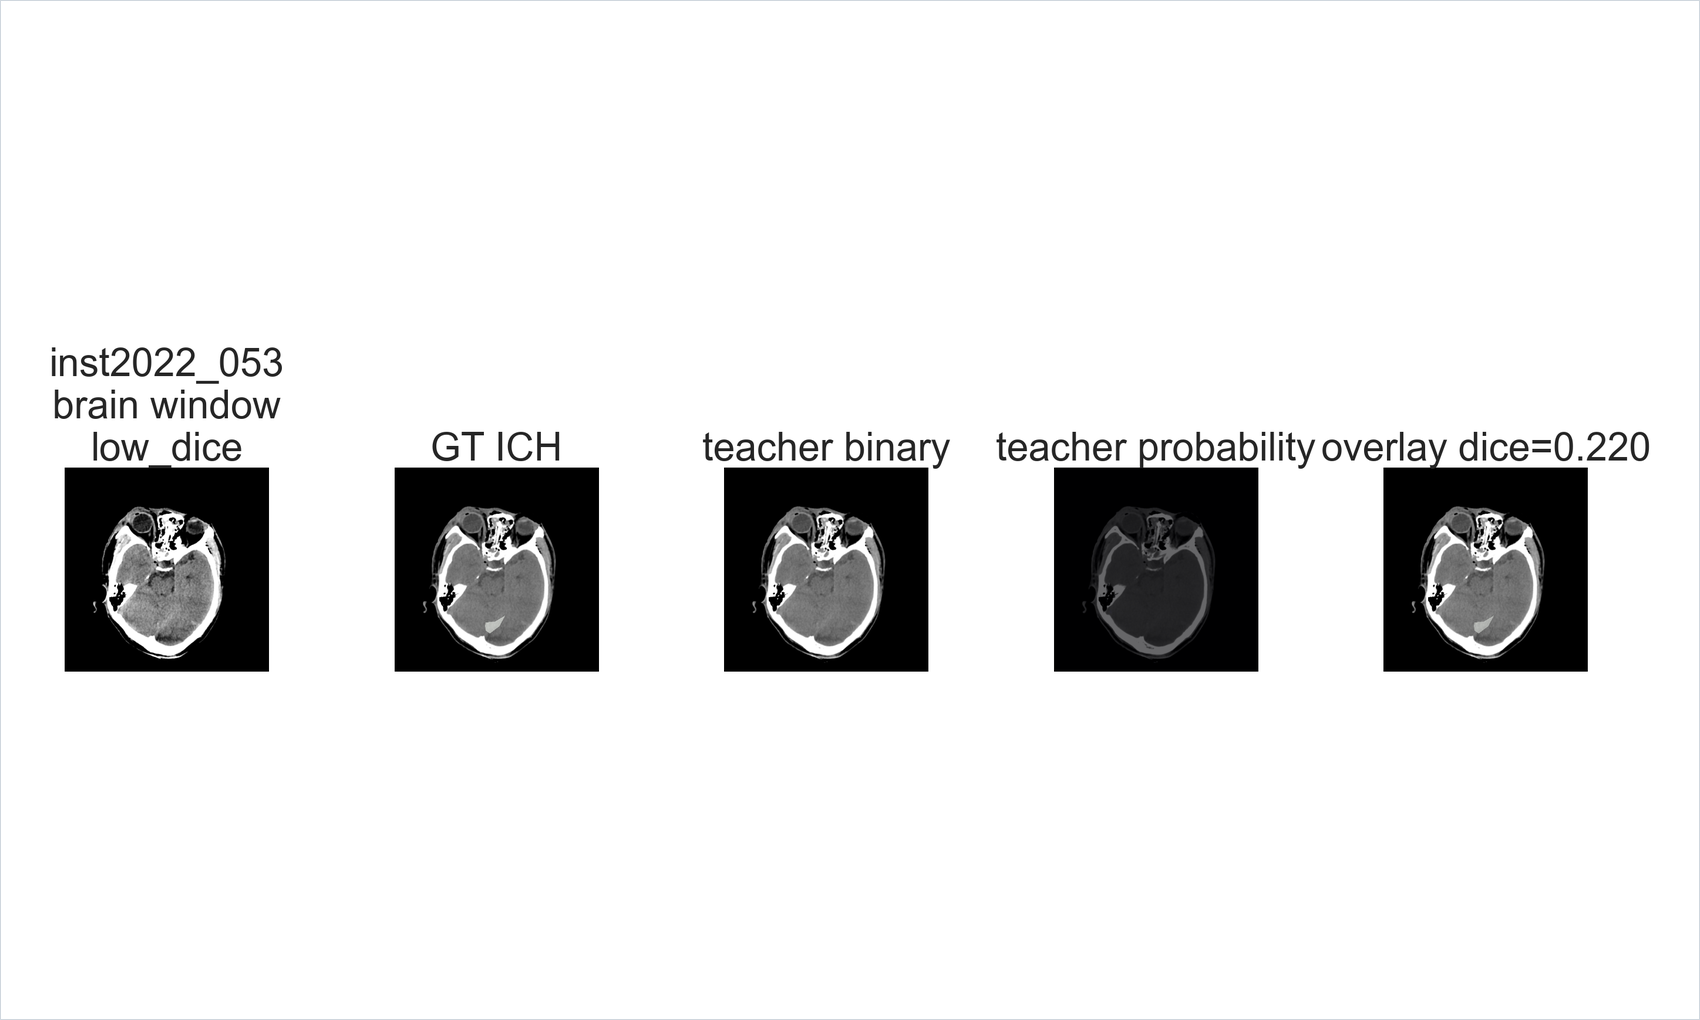 inst2022_053
brain window
low_dice
GT ICH
teacher binary
teacher probability
overlay dice=0.220